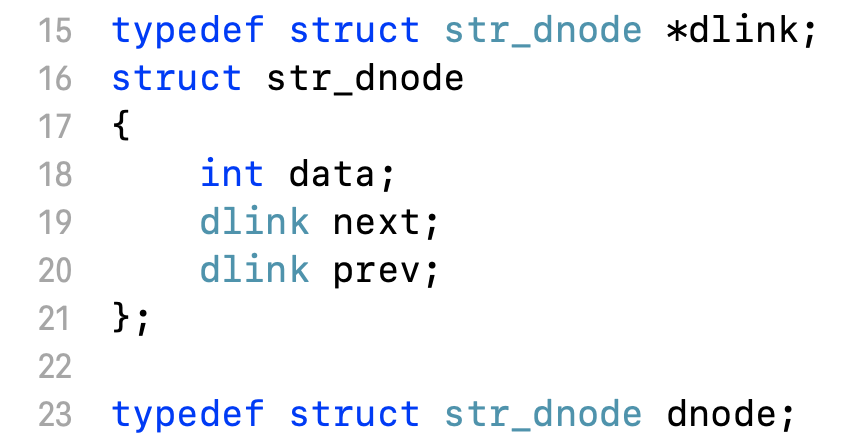 15 typedef struct str_dnode *dlink;
16 struct str_dnode
17 {
18     int data;
19     dlink next;
20     dlink prev;
21 };
22
23 typedef struct str_dnode dnode;